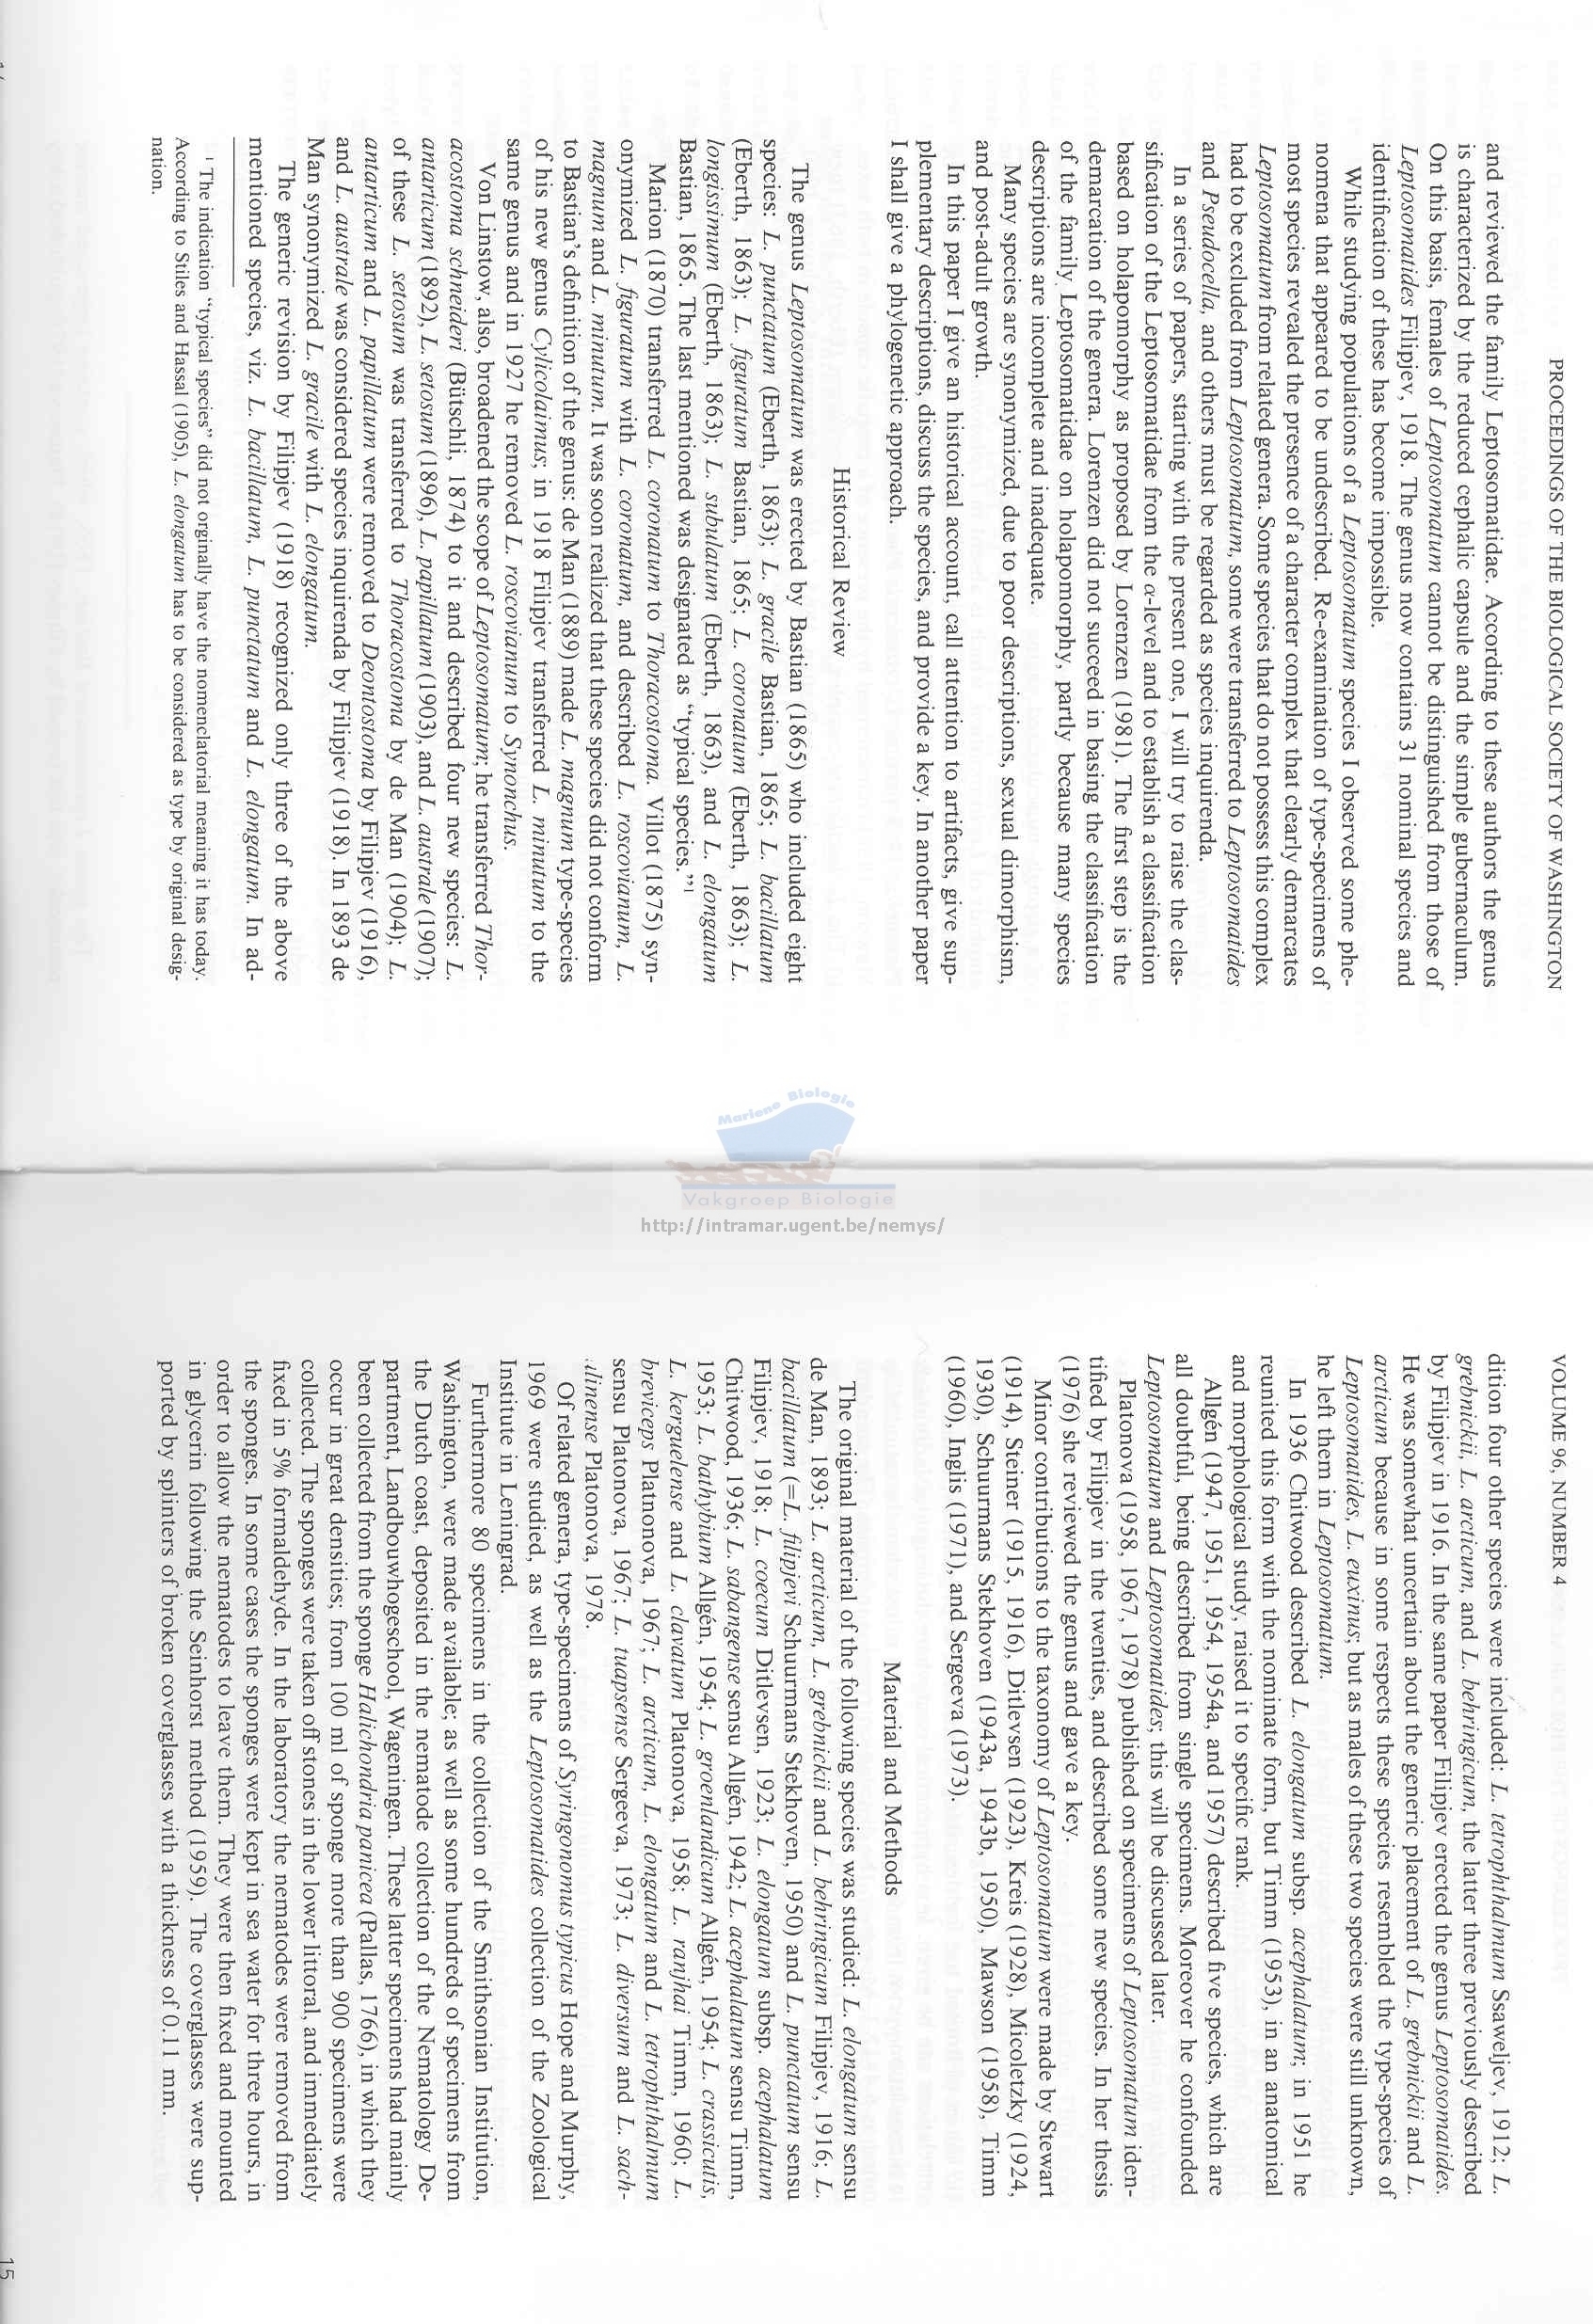 PROCEEDINGS OF THE BIOLOGICAL SOCIETY OF WASHINGTON
and reviewed the family Leptosomatidae. According to these authors the genus
is characterized by the reduced cephalic capsule and the simple gubernaculum.
On this basis, females of Leptosomatum cannot be distinguished from those of
Leptosomatides Filipjev, 1918. The genus now contains 31 nominal species and
identification of these has become impossible.
While studying populations of a Leptosomatum species I observed some phe-
nomena that appeared to be undescribed. Re-examination of type-specimens of
most species revealed the presence of a character complex that clearly demarcates
Leptosomatum from related genera. Some species that do not possess this complex
had to be excluded from Leptosomatum, some were transferred to Leptosomatides
and Pseudocella, and others must be regarded as species inquirenda.
In a series of papers, starting with the present one, I will try to raise the clas-
sification of the Leptosomatidae from the α-level and to establish a classification
based on holapomorphy as proposed by Lorenzen (1981). The first step is the
demarcation of the genera. Lorenzen did not succeed in basing the classification
of the family Leptosomatidae on holapomorphy, partly because many species
descriptions are incomplete and inadequate.
Many species are synonymized, due to poor descriptions, sexual dimorphism,
and post-adult growth.
In this paper I give an historical account, call attention to artifacts, give sup-
plementary descriptions, discuss the species, and provide a key. In another paper
I shall give a phylogenetic approach.
Historical Review
The genus Leptosomatum was erected by Bastian (1865) who included eight
species: L. punctatum (Eberth, 1863); L. gracile Bastian, 1865; L. bacillatum
(Eberth, 1863); L. figuratum Bastian, 1865; L. coronatum (Eberth, 1863); L.
longissimum (Eberth, 1863); L. subulatum (Eberth, 1863), and L. elongatum
Bastian, 1865. The last mentioned was designated as "typical species."1
Marion (1870) transferred L. coronatum to Thoracostoma. Villot (1875) syn-
onymized L. figuratum with L. coronatum, and described L. roscovianum, L.
magnum and L. minutum. It was soon realized that these species did not conform
to Bastian's definition of the genus: de Man (1889) made L. magnum type-species
of his new genus Cylicolaimus; in 1918 Filipjev transferred L. minutum to the
same genus and in 1927 he removed L. roscovianum to Synonchus.
Von Linstow, also, broadened the scope of Leptosomatum; he transferred Thor-
acostoma schneideri (Bütschli, 1874) to it and described four new species: L.
antarticum (1892), L. setosum (1896), L. papillatum (1903), and L. australe (1907);
of these L. setosum was transferred to Thoracostoma by de Man (1904); L.
antarticum and L. papillatum were removed to Deontostoma by Filipjev (1916),
and L. australe was considered species inquirenda by Filipjev (1918). In 1893 de
Man synonymized L. gracile with L. elongatum.
The generic revision by Filipjev (1918) recognized only three of the above
mentioned species, viz. L. bacillatum, L. punctatum and L. elongatum. In ad-
1 The indication "typical species" did not orginally have the nomenclatorial meaning it has today.
According to Stiles and Hassal (1905), L. elongatum has to be considered as type by original desig-
nation.
Mariene Biologie
Vakgroep Biologie
http://intramar.ugent.be/nemys/
VOLUME 96, NUMBER 4
dition four other species were included: L. tetrophthalmum Ssaweljev, 1912; L.
grebnickii, L. arcticum, and L. behringicum, the latter three previously described
by Filipjev in 1916. In the same paper Filipjev erected the genus Leptosomatides.
He was somewhat uncertain about the generic placement of L. grebnickii and L.
arcticum because in some respects these species resembled the type-species of
Leptosomatides, L. euxinus; but as males of these two species were still unknown,
he left them in Leptosomatum.
In 1936 Chitwood described L. elongatum subsp. acephalatum; in 1951 he
reunited this form with the nominate form, but Timm (1953), in an anatomical
and morphological study, raised it to specific rank.
Allgén (1947, 1951, 1954, 1954a, and 1957) described five species, which are
all doubtful, being described from single specimens. Moreover he confounded
Leptosomatum and Leptosomatides; this will be discussed later.
Platonova (1958, 1967, 1978) published on specimens of Leptosomatum iden-
tified by Filipjev in the twenties, and described some new species. In her thesis
(1976) she reviewed the genus and gave a key.
Minor contributions to the taxonomy of Leptosomatum were made by Stewart
(1914), Steiner (1915, 1916), Ditlevsen (1923), Kreis (1928), Micoletzky (1924,
1930), Schuurmans Stekhoven (1943a, 1943b, 1950), Mawson (1958), Timm
(1960), Inglis (1971), and Sergeeva (1973).
Material and Methods
The original material of the following species was studied: L. elongatum sensu
de Man, 1893; L. arcticum, L. grebnickii and L. behringicum Filipjev, 1916; L.
bacillatum (=L. filipjevi Schuurmans Stekhoven, 1950) and L. punctatum sensu
Filipjev, 1918; L. coecum Ditlevsen, 1923; L. elongatum subsp. acephalatum
Chitwood, 1936; L. sabangense sensu Allgén, 1942; L. acephalatum sensu Timm,
1953; L. bathybium Allgén, 1954; L. groenlandicum Allgén, 1954; L. crassicutis,
L. kerguelense and L. clavatum Platonova, 1958; L. ranjhai Timm, 1960; L.
breviceps Platnonova, 1967; L. arcticum, L. elongatum and L. tetrophthalmum
sensu Platonova, 1967; L. tuapsense Sergeeva, 1973; L. diversum and L. sach-
alinense Platonova, 1978.
Of related genera, type-specimens of Syringonomus typicus Hope and Murphy,
1969 were studied, as well as the Leptosomatides collection of the Zoological
Institute in Leningrad.
Furthermore 80 specimens in the collection of the Smithsonian Institution,
Washington, were made available; as well as some hundreds of specimens from
the Dutch coast, deposited in the nematode collection of the Nematology De-
partment, Landbouwhogeschool, Wageningen. These latter specimens had mainly
been collected from the sponge Halichondria panicea (Pallas, 1766), in which they
occur in great densities; from 100 ml of sponge more than 900 specimens were
collected. The sponges were taken off stones in the lower littoral, and immediately
fixed in 5% formaldehyde. In the laboratory the nematodes were removed from
the sponges. In some cases the sponges were kept in sea water for three hours, in
order to allow the nematodes to leave them. They were then fixed and mounted
in glycerin following the Seinhorst method (1959). The coverglasses were sup-
ported by splinters of broken coverglasses with a thickness of 0.11 mm.
15